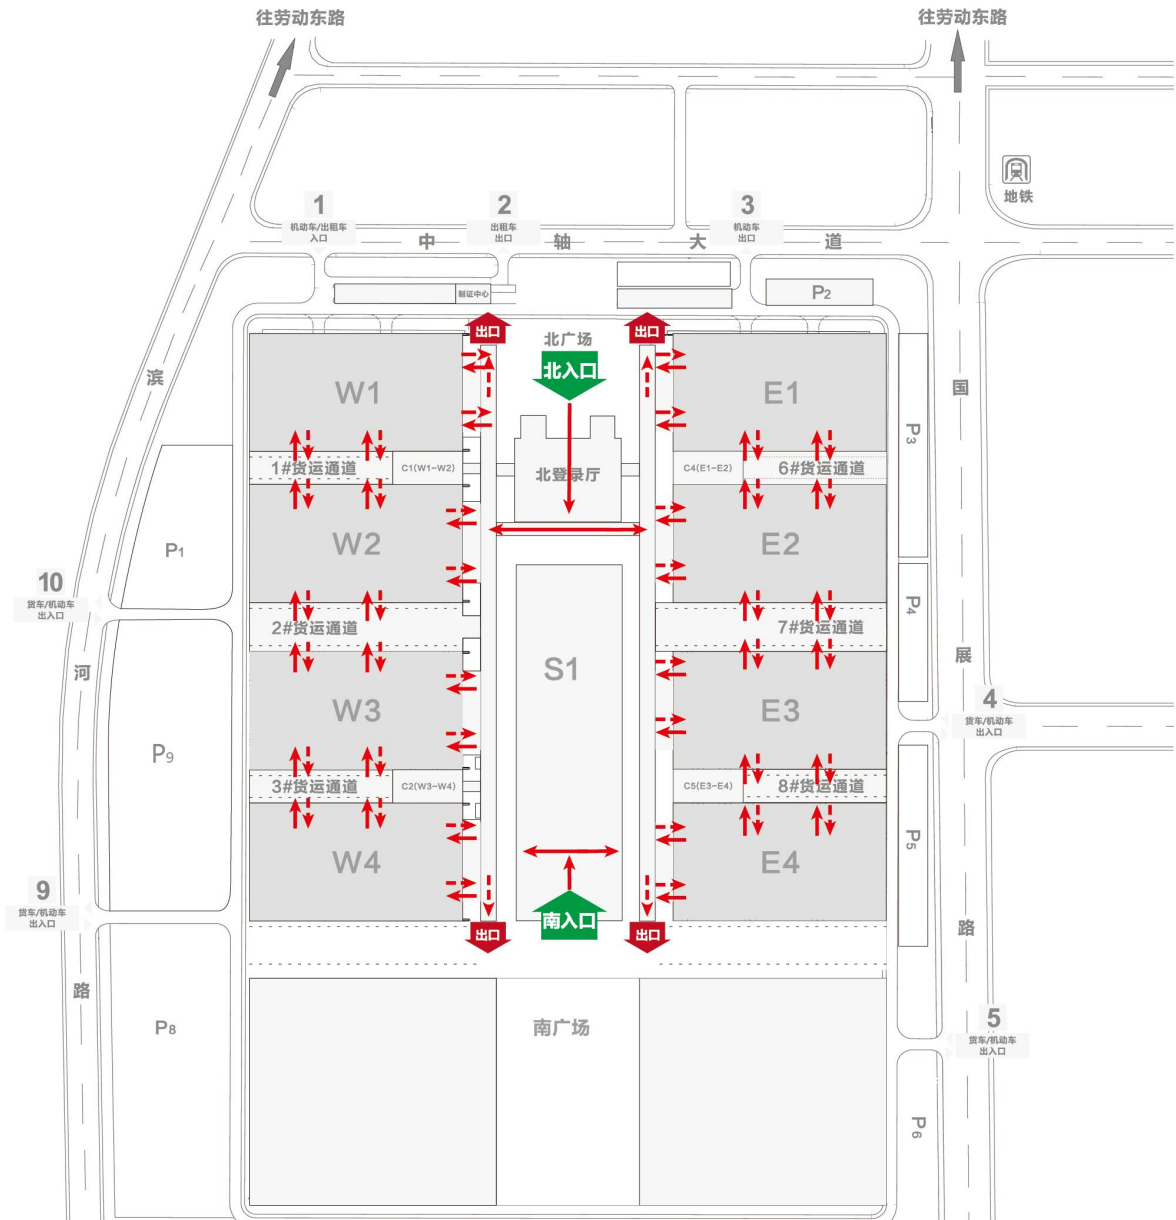 往劳动东路
往劳动东路
地铁
1
机动车/出租车
入口
2
出租车
出口
3
机动车
出口
中轴大道
制证中心
P2
出口
北广场
出口
北入口
滨河路
国展路
W1
E1
P3
1#货运通道
C1(W1-W2)
北登录厅
C4(E1-E2)
6#货运通道
W2
E2
P1
10
货车/机动车
出入口
P4
2#货运通道
7#货运通道
S1
W3
E3
4
货车/机动车
出入口
P9
3#货运通道
C2(W3-W4)
C5(E3-E4)
8#货运通道
W4
E4
P5
9
货车/机动车
出入口
南入口
出口
出口
P8
南广场
5
货车/机动车
出入口
P6